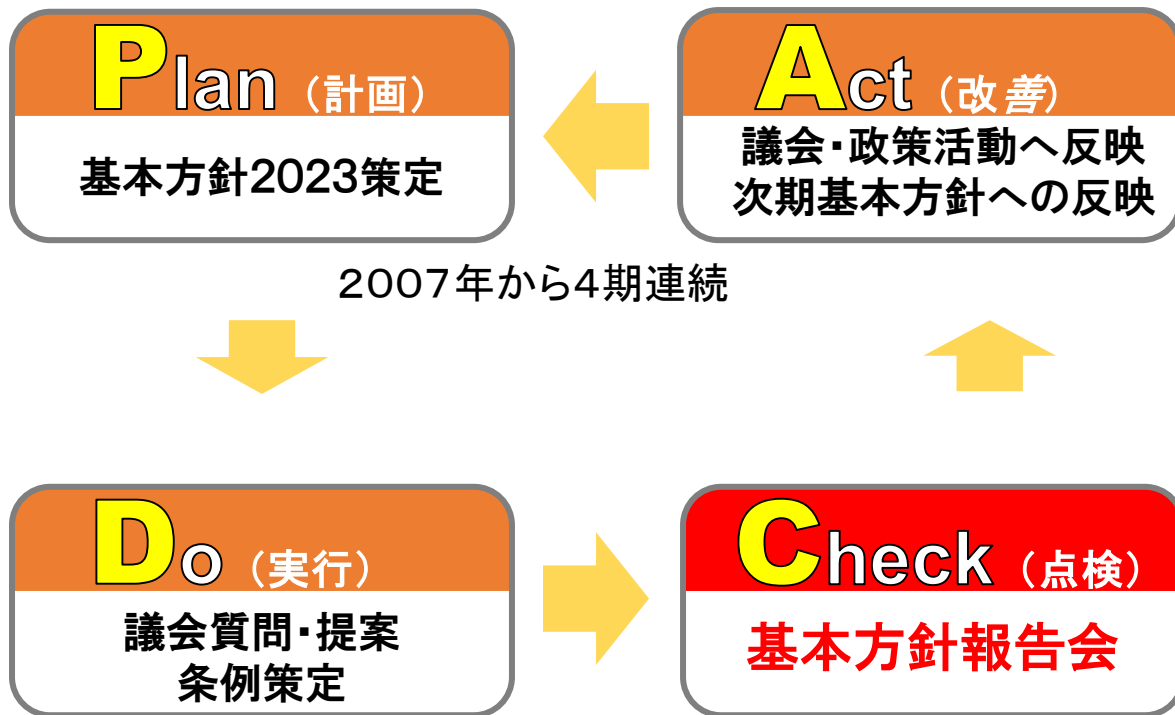 Plan（計画）
基本方針2023策定
Act（改善）
議会・政策活動へ反映
次期基本方針への反映
２００７年から４期連続
Do（実行）
議会質問・提案
条例策定
Check（点検）
基本方針報告会